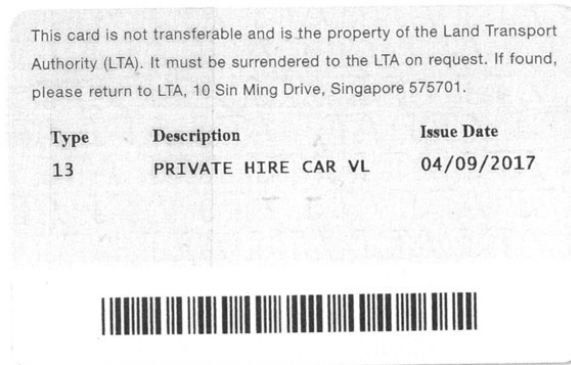 This card is not transferable and is the property of the Land Transport
Authority (LTA). It must be surrendered to the LTA on request. If found,
please return to LTA, 10 Sin Ming Drive, Singapore 575701.
Type Description Issue Date
13 PRIVATE HIRE CAR VL 04/09/2017